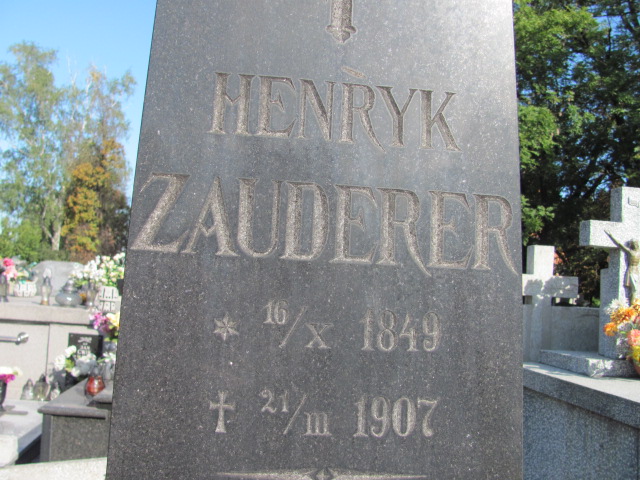 HENRYK
ZAUDERER
* 16/X 1849
† 21/III 1907